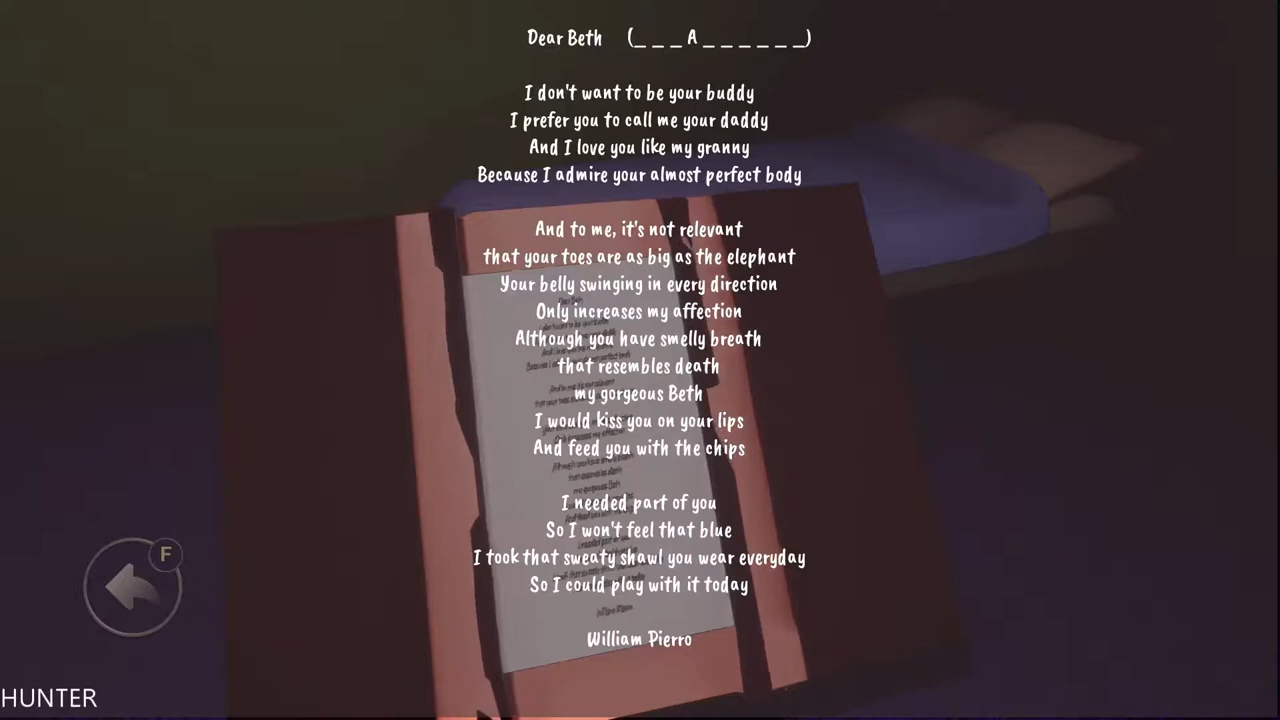 Dear Beth (_ _ _ A _ _ _ _ _ _)
I don't want to be your buddy
I prefer you to call me your daddy
And I love you like my granny
Because I admire your almost perfect body
And to me, it's not relevant
that your toes are as big as the elephant
Your belly swinging in every direction
Only increases my affection
Although you have smelly breath
that resembles death
my gorgeous Beth
I would kiss you on your lips
And feed you with the chips
I needed part of you
So I won't feel that blue
I took that sweaty shawl you wear everyday
So I could play with it today
William Pierro
F
HUNTER